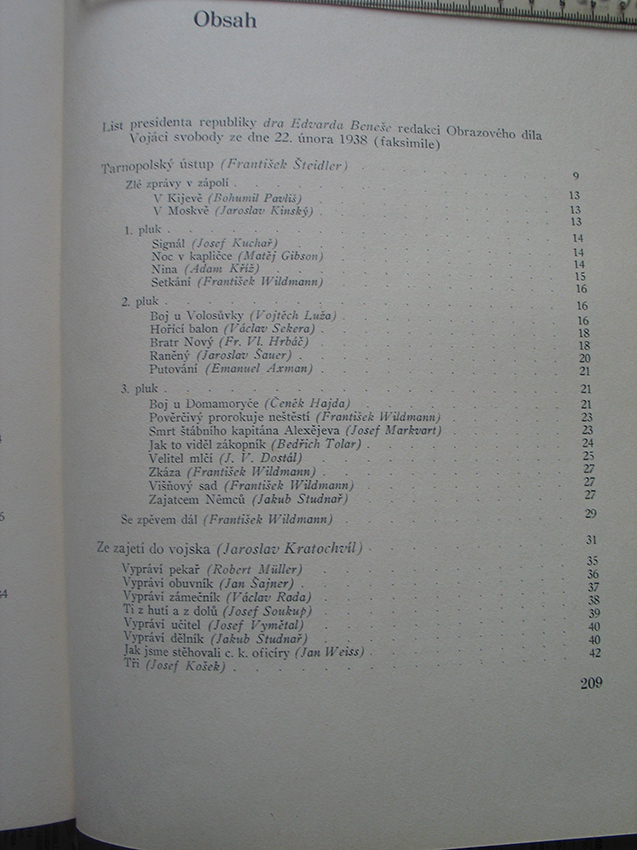 Obsah
List presidenta republiky dra Edvarda Beneše redakci Obrazového díla
Vojáci svobody ze dne 22. února 1938 (faksimile)
Tarnopolský ústup (František Šteidler) 9
Zlé zprávy v zápolí 13
V Kijevě (Bohumil Pavliš) 13
V Moskvě (Jaroslav Kinský) 13
1. pluk 14
Signál (Josef Kuchař) 14
Noc v kapličce (Matěj Gibson) 14
Nina (Adam Kříž) 15
Setkání (František Wildmann) 16
2. pluk 16
Boj u Volosůvky (Vojtěch Luža) 16
Hořící balon (Václav Sekera) 18
Bratr Nový (Fr. Vl. Hrbáč) 18
Raněný (Jaroslav Šauer) 20
Putování (Emanuel Axman) 21
3. pluk 21
Boj u Domamoryče (Čeněk Hajda) 21
Pověrčivý prorokuje neštěstí (František Wildmann) 23
Smrt štábního kapitána Alexějeva (Josef Markvart) 23
Jak to viděl zákopník (Bedřich Tolar) 24
Velitel mlčí (J. V. Dostál) 25
Zkáza (František Wildmann) 27
Višňový sad (František Wildmann) 27
Zajatcem Němců (Jakub Studnař) 27
Se zpěvem dál (František Wildmann) 29
Ze zajetí do vojska (Jaroslav Kratochvíl) 31
Vypráví pekař (Robert Müller) 35
Vypráví obuvník (Jan Šajner) 36
Vypráví zámečník (Václav Rada) 37
Ti z hutí a z dolů (Josef Soukup) 38
Vypráví učitel (Josef Vymětal) 39
Vypráví dělník (Jakub Studnař) 40
Jak jsme stěhovali c. k. oficíry (Jan Weiss) 40
Tři (Josef Košek) 42
209